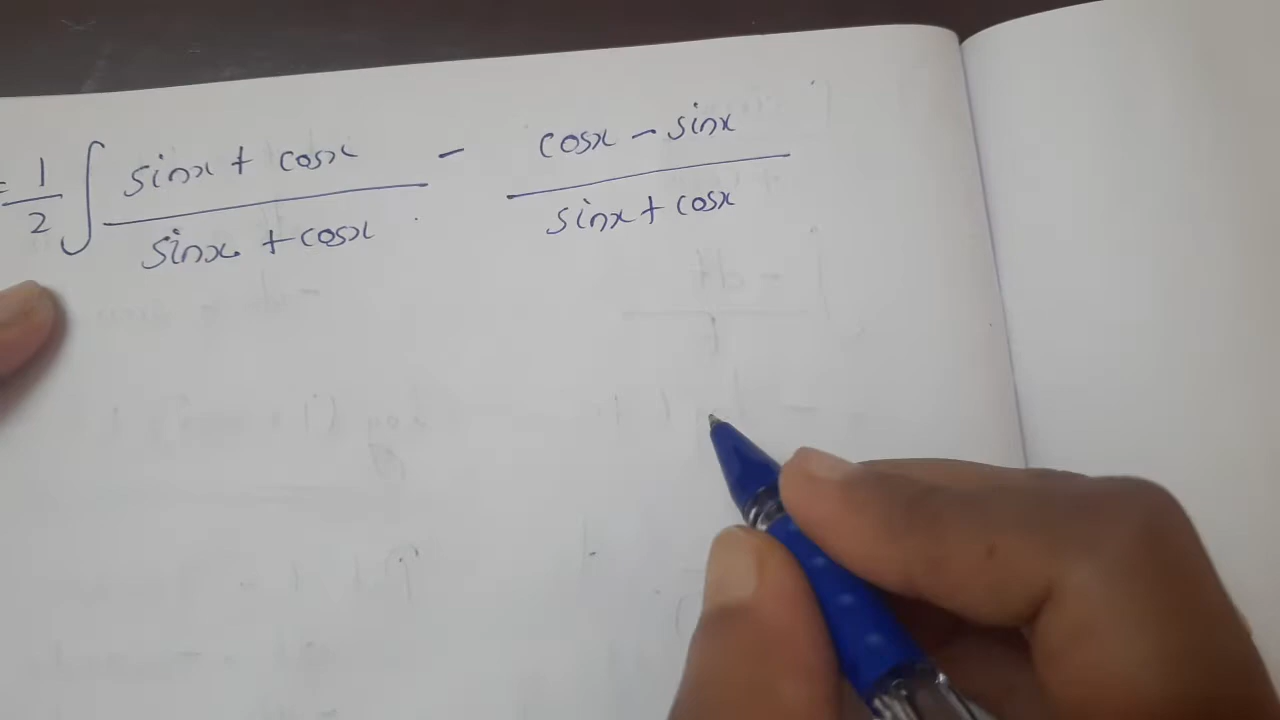 = 1/2 ∫ sinx + cosx / sinx + cosx - cosx - sinx / sinx + cosx